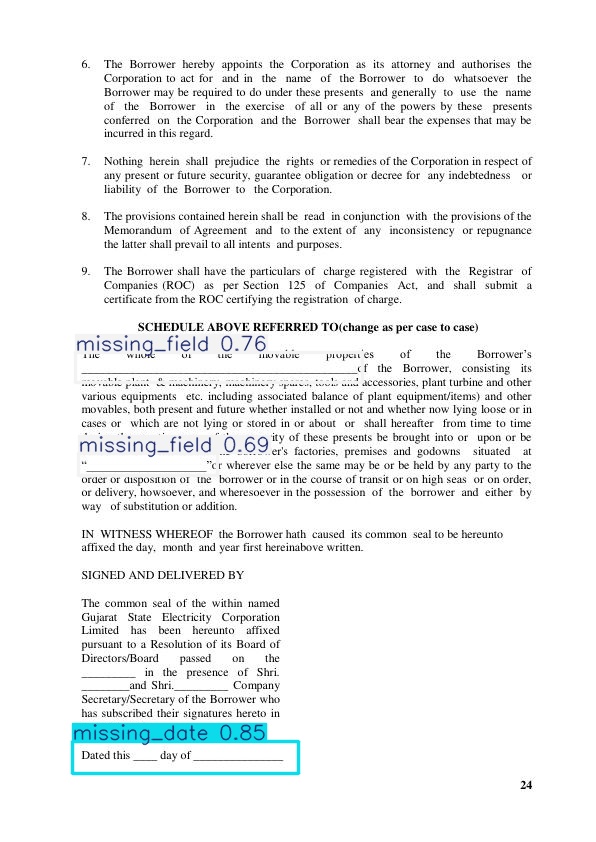 6. The Borrower hereby appoints the Corporation as its attorney and authorises the
Corporation to act for and in the name of the Borrower to do whatsoever the
Borrower may be required to do under these presents and generally to use the name
of the Borrower in the exercise of all or any of the powers by these presents
conferred on the Corporation and the Borrower shall bear the expenses that may be
incurred in this regard.
7. Nothing herein shall prejudice the rights or remedies of the Corporation in respect of
any present or future security, guarantee obligation or decree for any indebtedness or
liability of the Borrower to the Corporation.
8. The provisions contained herein shall be read in conjunction with the provisions of the
Memorandum of Agreement and to the extent of any inconsistency or repugnance
the latter shall prevail to all intents and purposes.
9. The Borrower shall have the particulars of charge registered with the Registrar of
Companies (ROC) as per Section 125 of Companies Act, and shall submit a
certificate from the ROC certifying the registration of charge.
SCHEDULE ABOVE REFERRED TO(change as per case to case)
missing_field 0.76
The whole of the movable properties of the Borrower's
of the Borrower, consisting its
movable plant & machinery, machinery spares, tools and accessories, plant turbine and other
various equipments etc. including associated balance of plant equipment/items) and other
movables, both present and future whether installed or not and whether now lying loose or in
cases or which are not lying or stored in or about or shall hereafter from time to time
of these presents be brought into or upon or be
missing_field 0.69
factories, premises and godowns situated at
"____________________"or wherever else the same may be or be held by any party to the
order or disposition of the borrower or in the course of transit or on high seas or on order,
or delivery, howsoever, and wheresoever in the possession of the borrower and either by
way of substitution or addition.
IN WITNESS WHEREOF the Borrower hath caused its common seal to be hereunto
affixed the day, month and year first hereinabove written.
SIGNED AND DELIVERED BY
The common seal of the within named
Gujarat State Electricity Corporation
Limited has been hereunto affixed
pursuant to a Resolution of its Board of
Directors/Board passed on the
_________ in the presence of Shri.
________and Shri._________ Company
Secretary/Secretary of the Borrower who
has subscribed their signatures hereto in
missing_date 0.85
Dated this ____ day of _______________
24